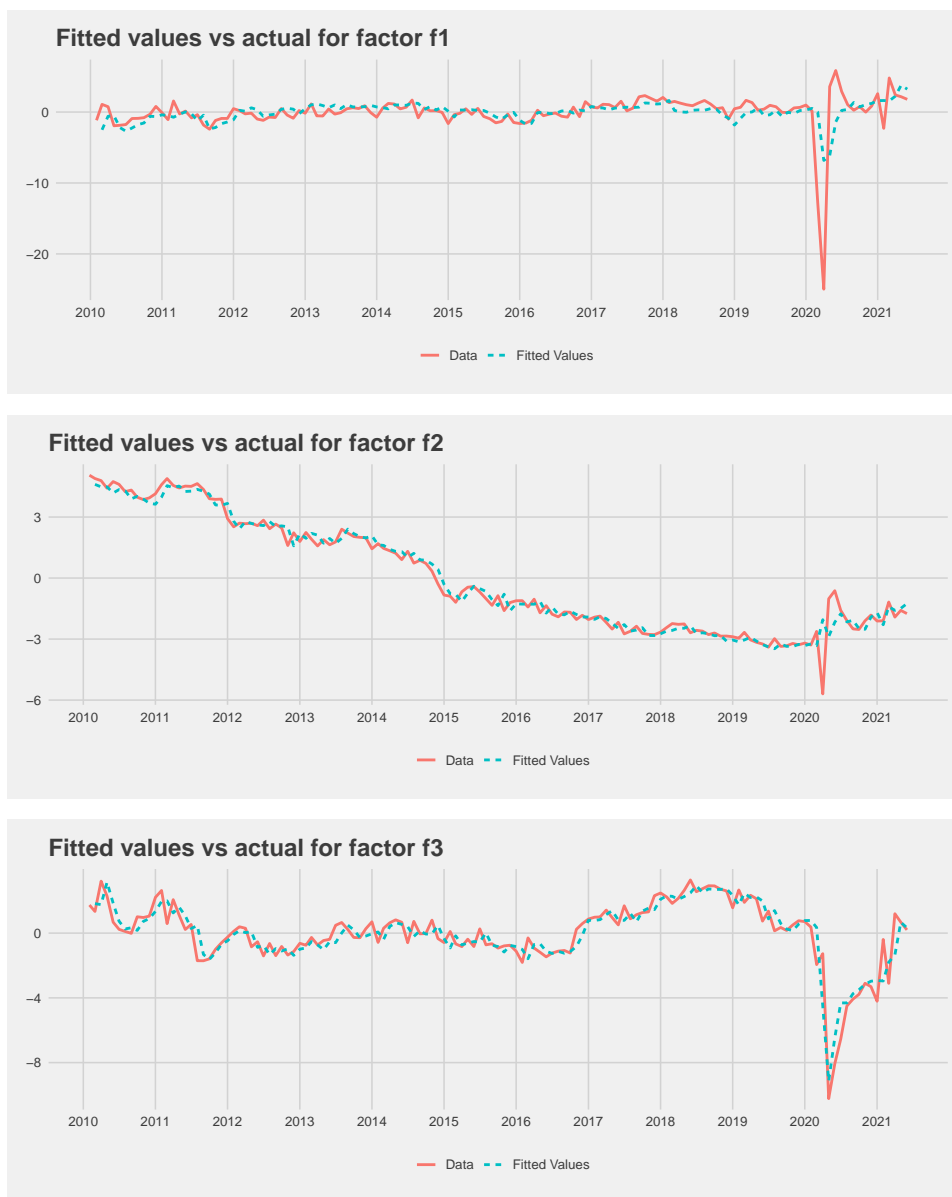 Fitted values vs actual for factor f1
0
−10
−20
2010 2011 2012 2013 2014 2015 2016 2017 2018 2019 2020 2021
Data Fitted Values
Fitted values vs actual for factor f2
3
0
−3
−6
2010 2011 2012 2013 2014 2015 2016 2017 2018 2019 2020 2021
Data Fitted Values
Fitted values vs actual for factor f3
0
−4
−8
2010 2011 2012 2013 2014 2015 2016 2017 2018 2019 2020 2021
Data Fitted Values